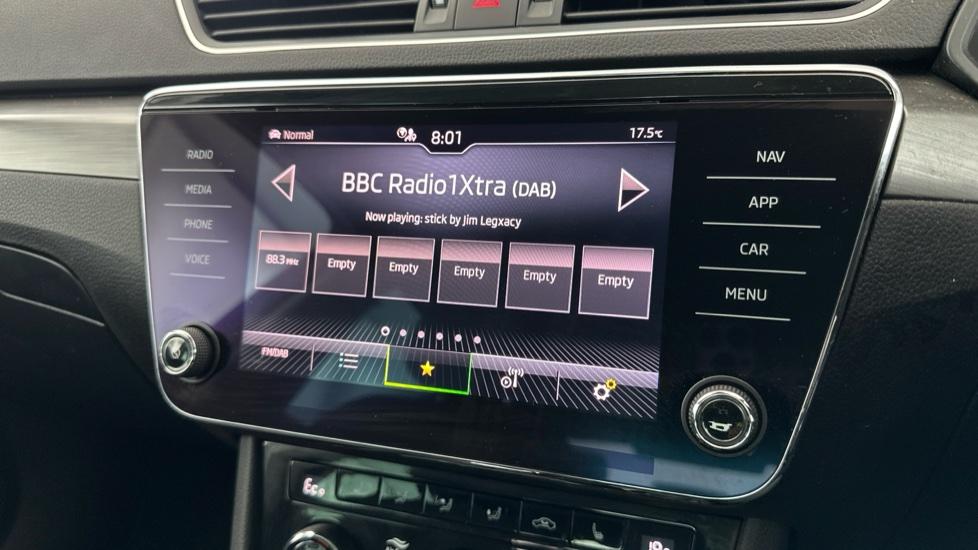 Normal 8:01 17.5°C
RADIO
MEDIA
PHONE
VOICE
BBC Radio1Xtra (DAB)
Now playing: stick by Jim Legxacy
88.3 MHz Empty Empty Empty Empty Empty
FM/DAB
NAV
APP
CAR
MENU